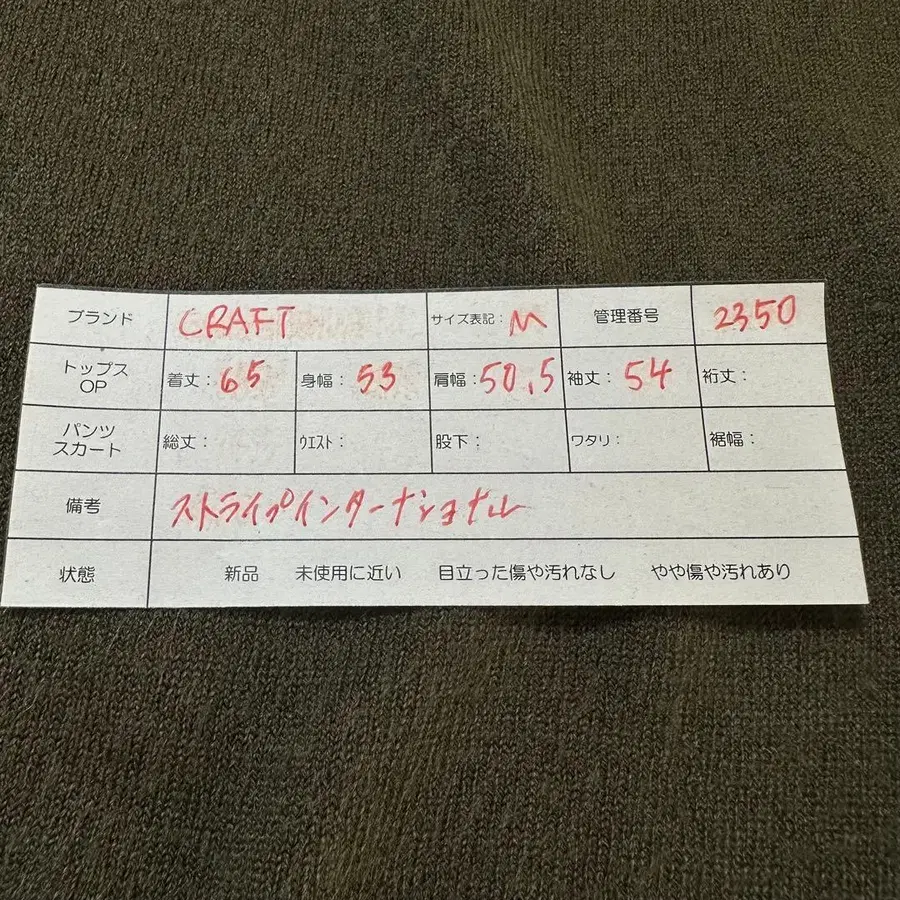 ブランド CRAFT サイズ表記: M 管理番号 2350
トップス OP 着丈: 65 身幅: 53 肩幅: 50.5 袖丈: 54 裄丈:
パンツ スカート 総丈: ウエスト: 股下: ワタリ: 裾幅:
備考 ストライプインターナショナル
状態 新品 未使用に近い 目立った傷や汚れなし やや傷や汚れあり